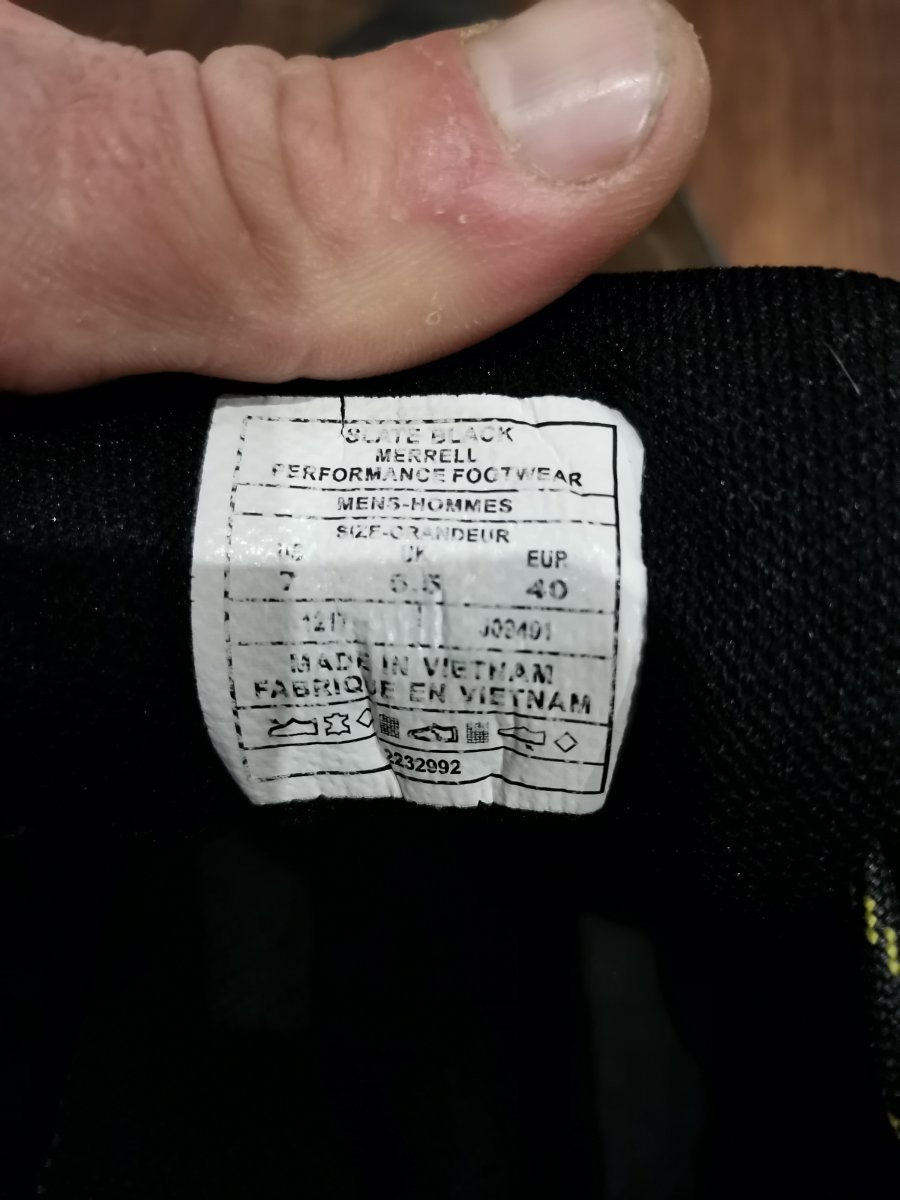 SLATE BLACK
MERRELL
PERFORMANCE FOOTWEAR
MENS-HOMMES
SIZE-GRANDEUR
US UK EUR
7 6.5 40
MADE IN VIETNAM
FABRIQUE EN VIETNAM
2232992